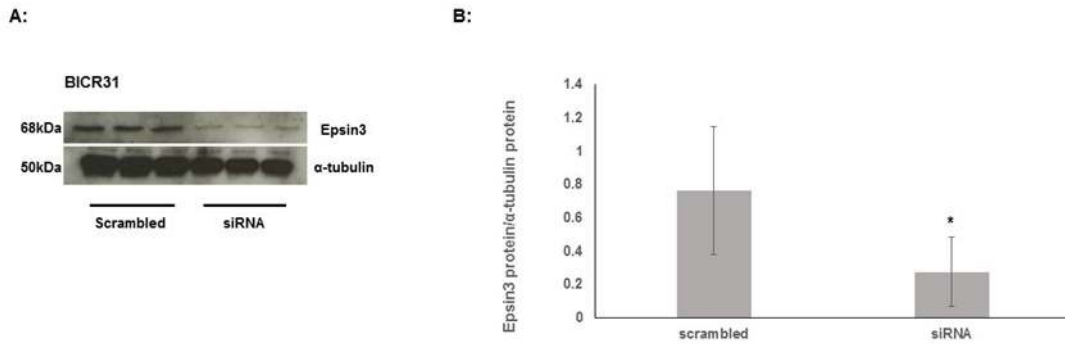 A:
BICR31
68kDa
Epsin3
50kDa
α-tubulin
Scrambled
siRNA
B:
Epsin3 protein/α-tubulin protein
1.4
1.2
1
0.8
0.6
0.4
0.2
0
*
scrambled
siRNA